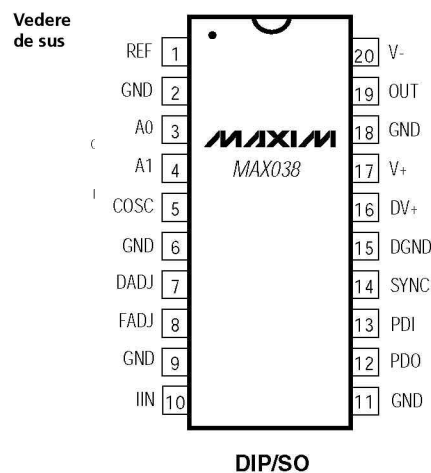 Vedere
de sus
REF 1
GND 2
A0 3
A1 4
COSC 5
GND 6
DADJ 7
FADJ 8
GND 9
IIN 10
MAXIM
MAX038
20 V-
19 OUT
18 GND
17 V+
16 DV+
15 DGND
14 SYNC
13 PDI
12 PDO
11 GND
DIP/SO